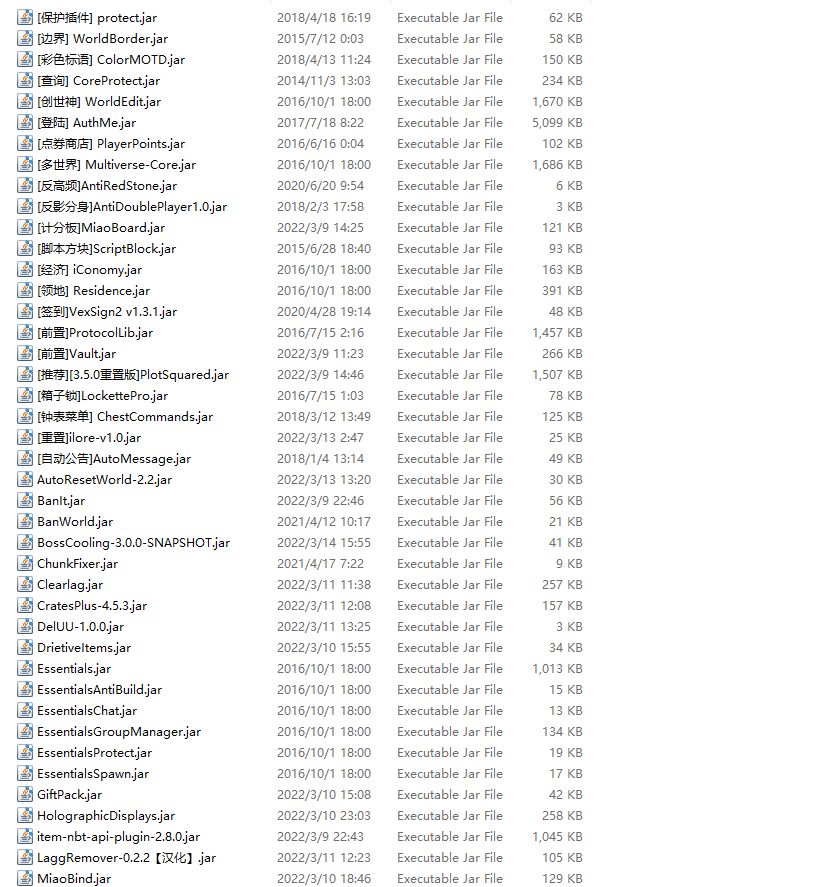 [保护插件] protect.jar 2018/4/18 16:19 Executable Jar File 62 KB
[边界] WorldBorder.jar 2015/7/12 0:03 Executable Jar File 58 KB
[彩色标语] ColorMOTD.jar 2018/4/13 11:24 Executable Jar File 150 KB
[查询] CoreProtect.jar 2014/11/3 13:03 Executable Jar File 234 KB
[创世神] WorldEdit.jar 2016/10/1 18:00 Executable Jar File 1,670 KB
[登陆] AuthMe.jar 2017/7/18 8:22 Executable Jar File 5,099 KB
[点券商店] PlayerPoints.jar 2016/6/16 0:04 Executable Jar File 102 KB
[多世界] Multiverse-Core.jar 2016/10/1 18:00 Executable Jar File 1,686 KB
[反高频]AntiRedStone.jar 2020/6/20 9:54 Executable Jar File 6 KB
[反影分身]AntiDoublePlayer1.0.jar 2018/2/3 17:58 Executable Jar File 3 KB
[计分板]MiaoBoard.jar 2022/3/9 14:25 Executable Jar File 121 KB
[脚本方块]ScriptBlock.jar 2015/6/28 18:40 Executable Jar File 93 KB
[经济] iConomy.jar 2016/10/1 18:00 Executable Jar File 163 KB
[领地] Residence.jar 2016/10/1 18:00 Executable Jar File 391 KB
[签到]VexSign2 v1.3.1.jar 2020/4/28 19:14 Executable Jar File 48 KB
[前置]ProtocolLib.jar 2016/7/15 2:16 Executable Jar File 1,457 KB
[前置]Vault.jar 2022/3/9 11:23 Executable Jar File 266 KB
[推荐][3.5.0重置版]PlotSquared.jar 2022/3/9 14:46 Executable Jar File 1,507 KB
[箱子锁]LockettePro.jar 2016/7/15 1:03 Executable Jar File 78 KB
[钟表菜单] ChestCommands.jar 2018/3/12 13:49 Executable Jar File 125 KB
[重置]ilore-v1.0.jar 2022/3/13 2:47 Executable Jar File 25 KB
[自动公告]AutoMessage.jar 2018/1/4 13:14 Executable Jar File 49 KB
AutoResetWorld-2.2.jar 2022/3/13 13:20 Executable Jar File 30 KB
BanIt.jar 2022/3/9 22:46 Executable Jar File 56 KB
BanWorld.jar 2021/4/12 10:17 Executable Jar File 21 KB
BossCooling-3.0.0-SNAPSHOT.jar 2022/3/14 15:55 Executable Jar File 41 KB
ChunkFixer.jar 2021/4/17 7:22 Executable Jar File 9 KB
Clearlag.jar 2022/3/11 11:38 Executable Jar File 257 KB
CratesPlus-4.5.3.jar 2022/3/11 12:08 Executable Jar File 157 KB
DelUU-1.0.0.jar 2022/3/11 13:25 Executable Jar File 3 KB
DrietiveItems.jar 2022/3/10 15:55 Executable Jar File 34 KB
Essentials.jar 2016/10/1 18:00 Executable Jar File 1,013 KB
EssentialsAntiBuild.jar 2016/10/1 18:00 Executable Jar File 15 KB
EssentialsChat.jar 2016/10/1 18:00 Executable Jar File 13 KB
EssentialsGroupManager.jar 2016/10/1 18:00 Executable Jar File 134 KB
EssentialsProtect.jar 2016/10/1 18:00 Executable Jar File 19 KB
EssentialsSpawn.jar 2016/10/1 18:00 Executable Jar File 17 KB
GiftPack.jar 2022/3/10 15:08 Executable Jar File 42 KB
HolographicDisplays.jar 2022/3/10 23:03 Executable Jar File 258 KB
item-nbt-api-plugin-2.8.0.jar 2022/3/9 22:43 Executable Jar File 1,045 KB
LaggRemover-0.2.2【汉化】.jar 2022/3/11 12:23 Executable Jar File 105 KB
MiaoBind.jar 2022/3/10 18:46 Executable Jar File 129 KB